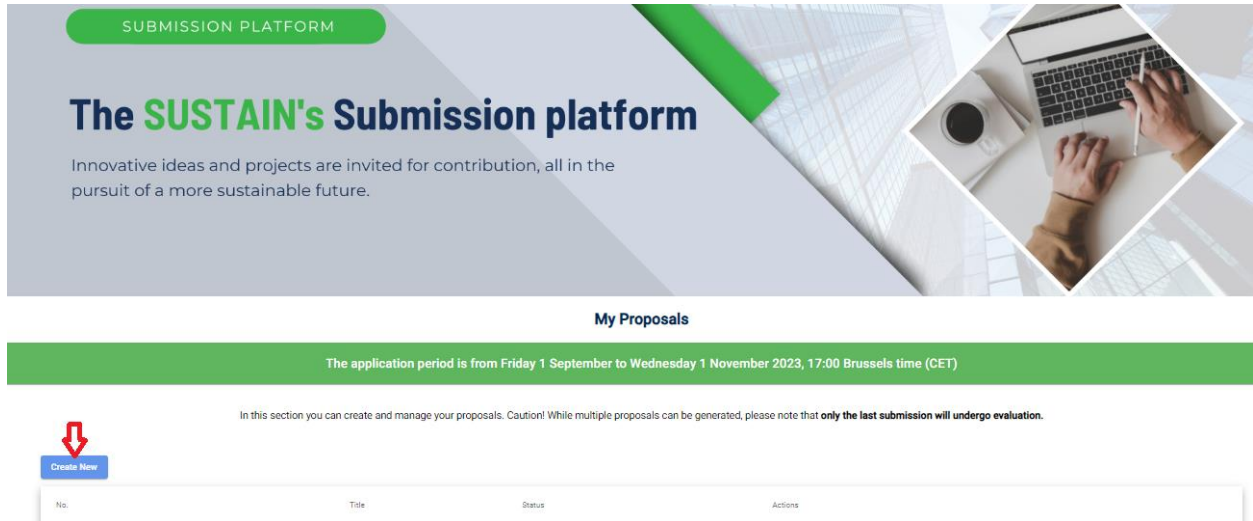 SUBMISSION PLATFORM
The SUSTAIN's Submission platform
Innovative ideas and projects are invited for contribution, all in the
pursuit of a more sustainable future.
My Proposals
The application period is from Friday 1 September to Wednesday 1 November 2023, 17:00 Brussels time (CET)
In this section you can create and manage your proposals. Caution! While multiple proposals can be generated, please note that only the last submission will undergo evaluation.
Create New
No. Title Status Actions